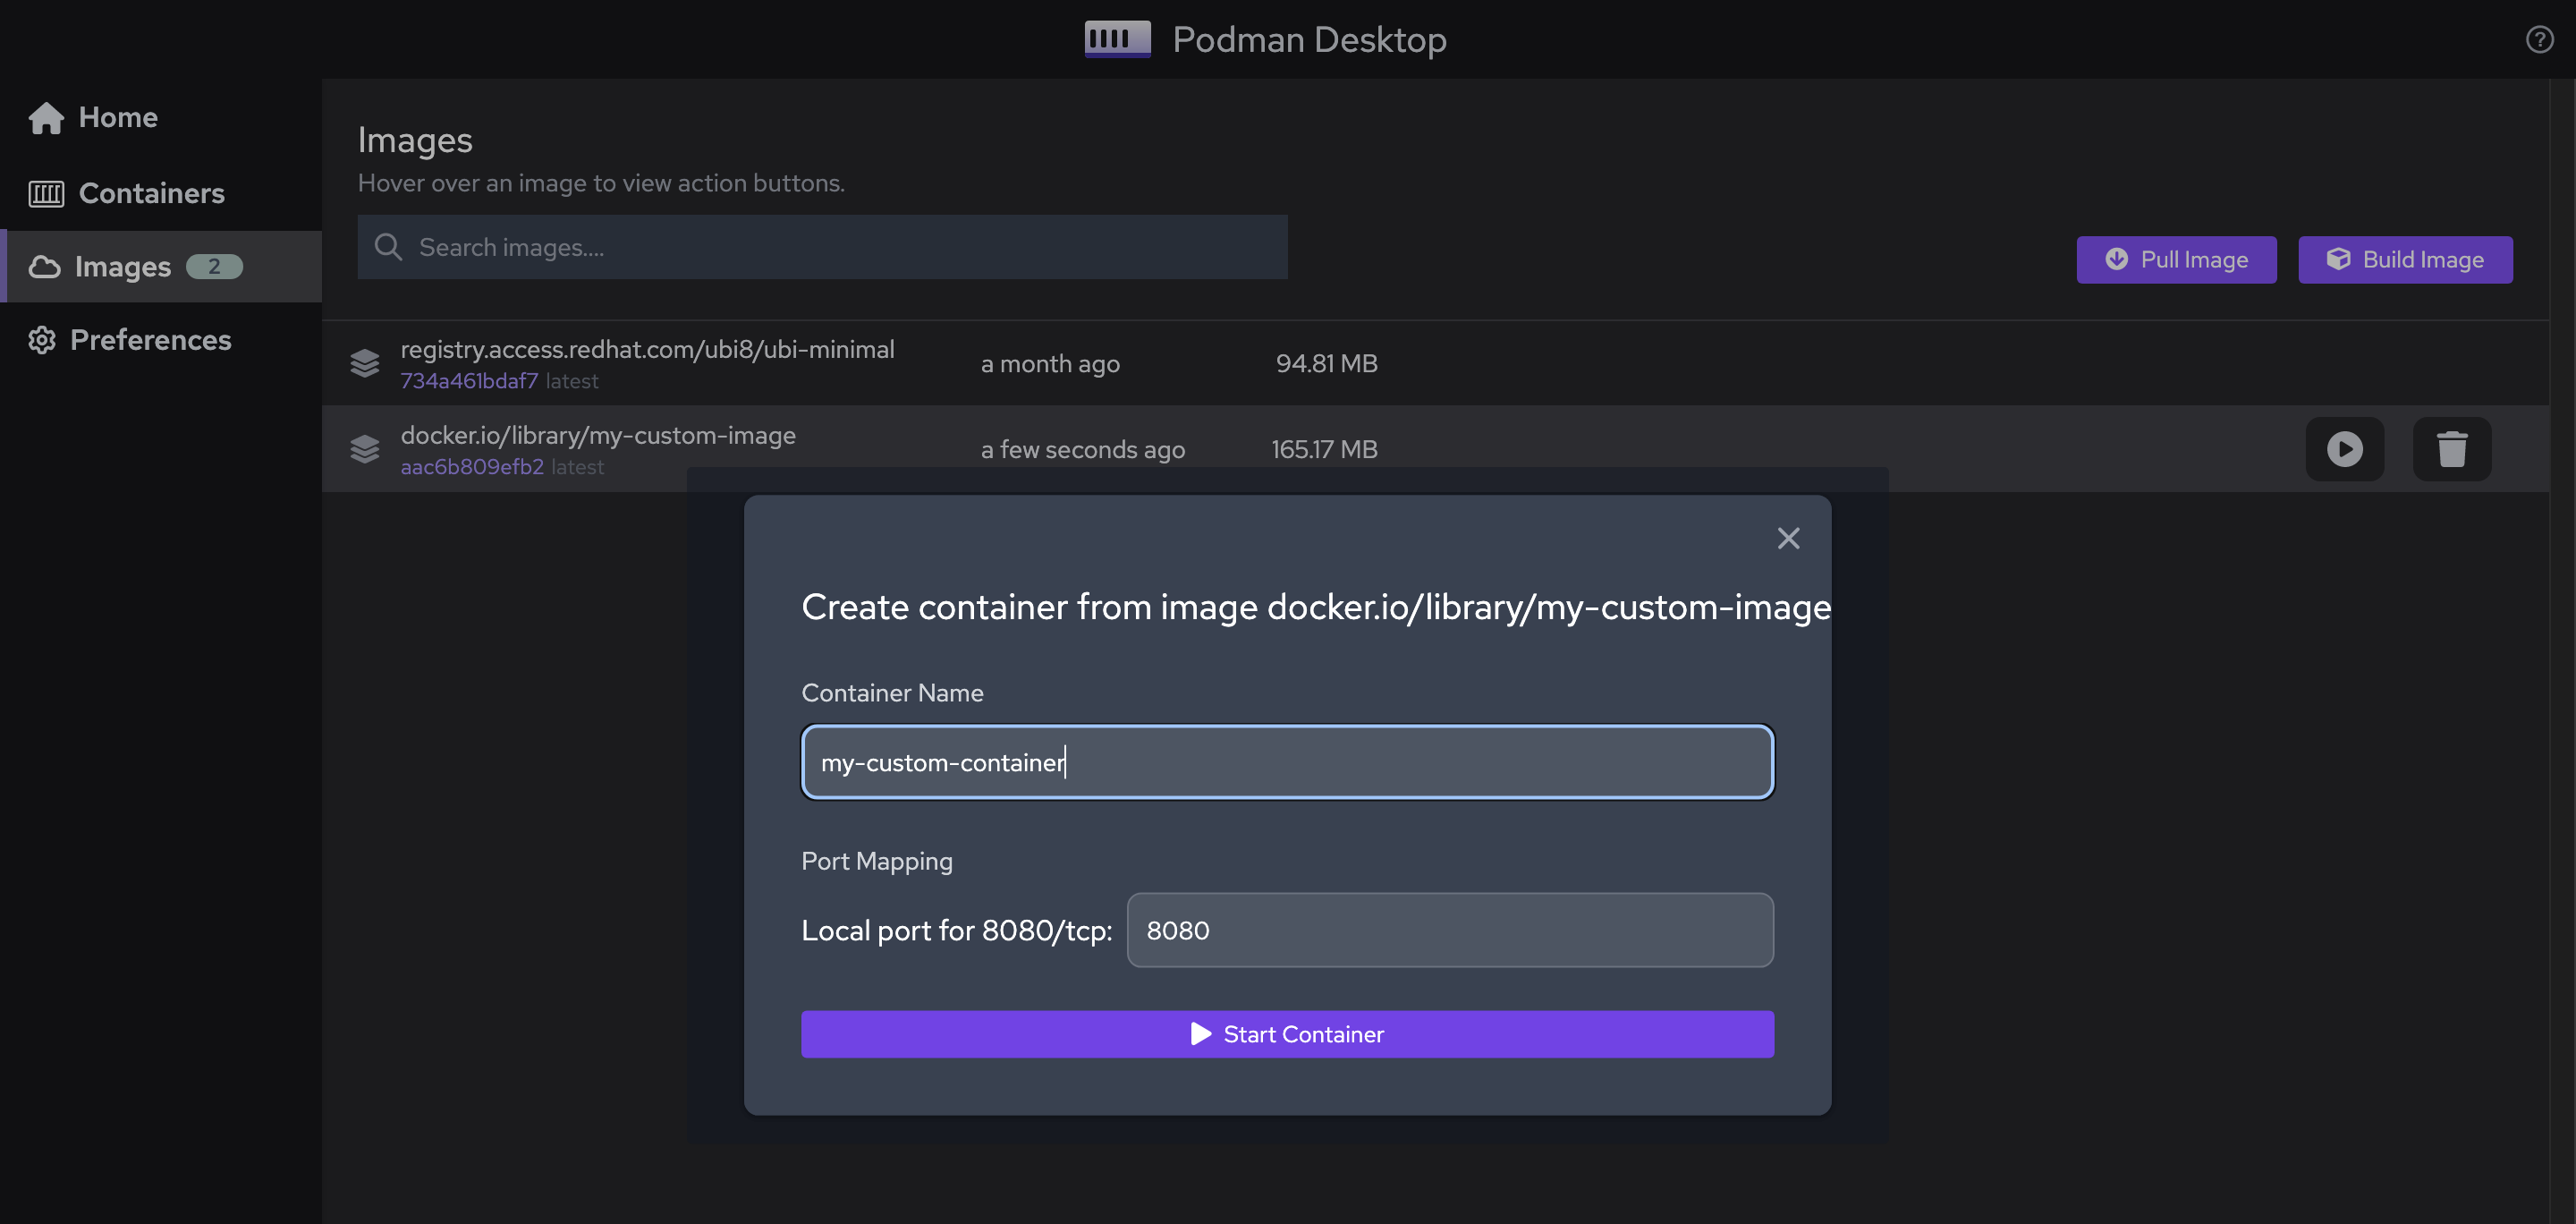 Podman Desktop
Home
Containers
Images 2
Preferences
Images
Hover over an image to view action buttons.
Search images....
Pull Image
Build Image
registry.access.redhat.com/ubi8/ubi-minimal
734a461bdaf7 latest
a month ago
94.81 MB
docker.io/library/my-custom-image
aac6b809efb2 latest
a few seconds ago
165.17 MB
Create container from image docker.io/library/my-custom-image
Container Name
my-custom-container
Port Mapping
Local port for 8080/tcp: 8080
Start Container